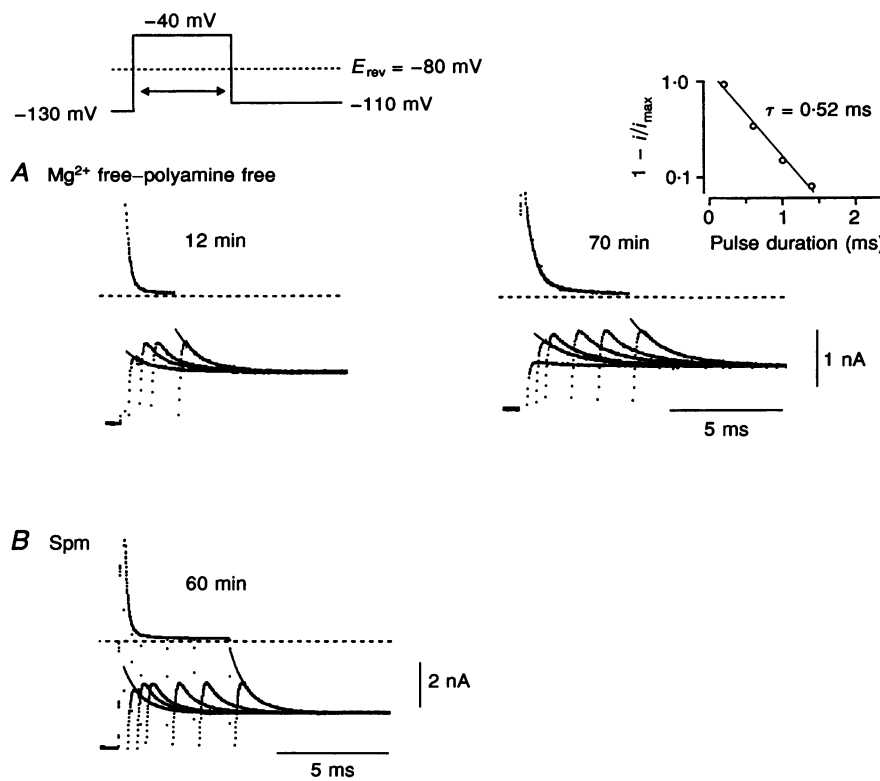 −40 mV
E_rev = −80 mV
−130 mV
−110 mV
A Mg²⁺ free–polyamine free
12 min
70 min
1·0
0·1
1 − i/i_max
τ = 0·52 ms
0 1 2
Pulse duration (ms)
1 nA
5 ms
B Spm
60 min
2 nA
5 ms